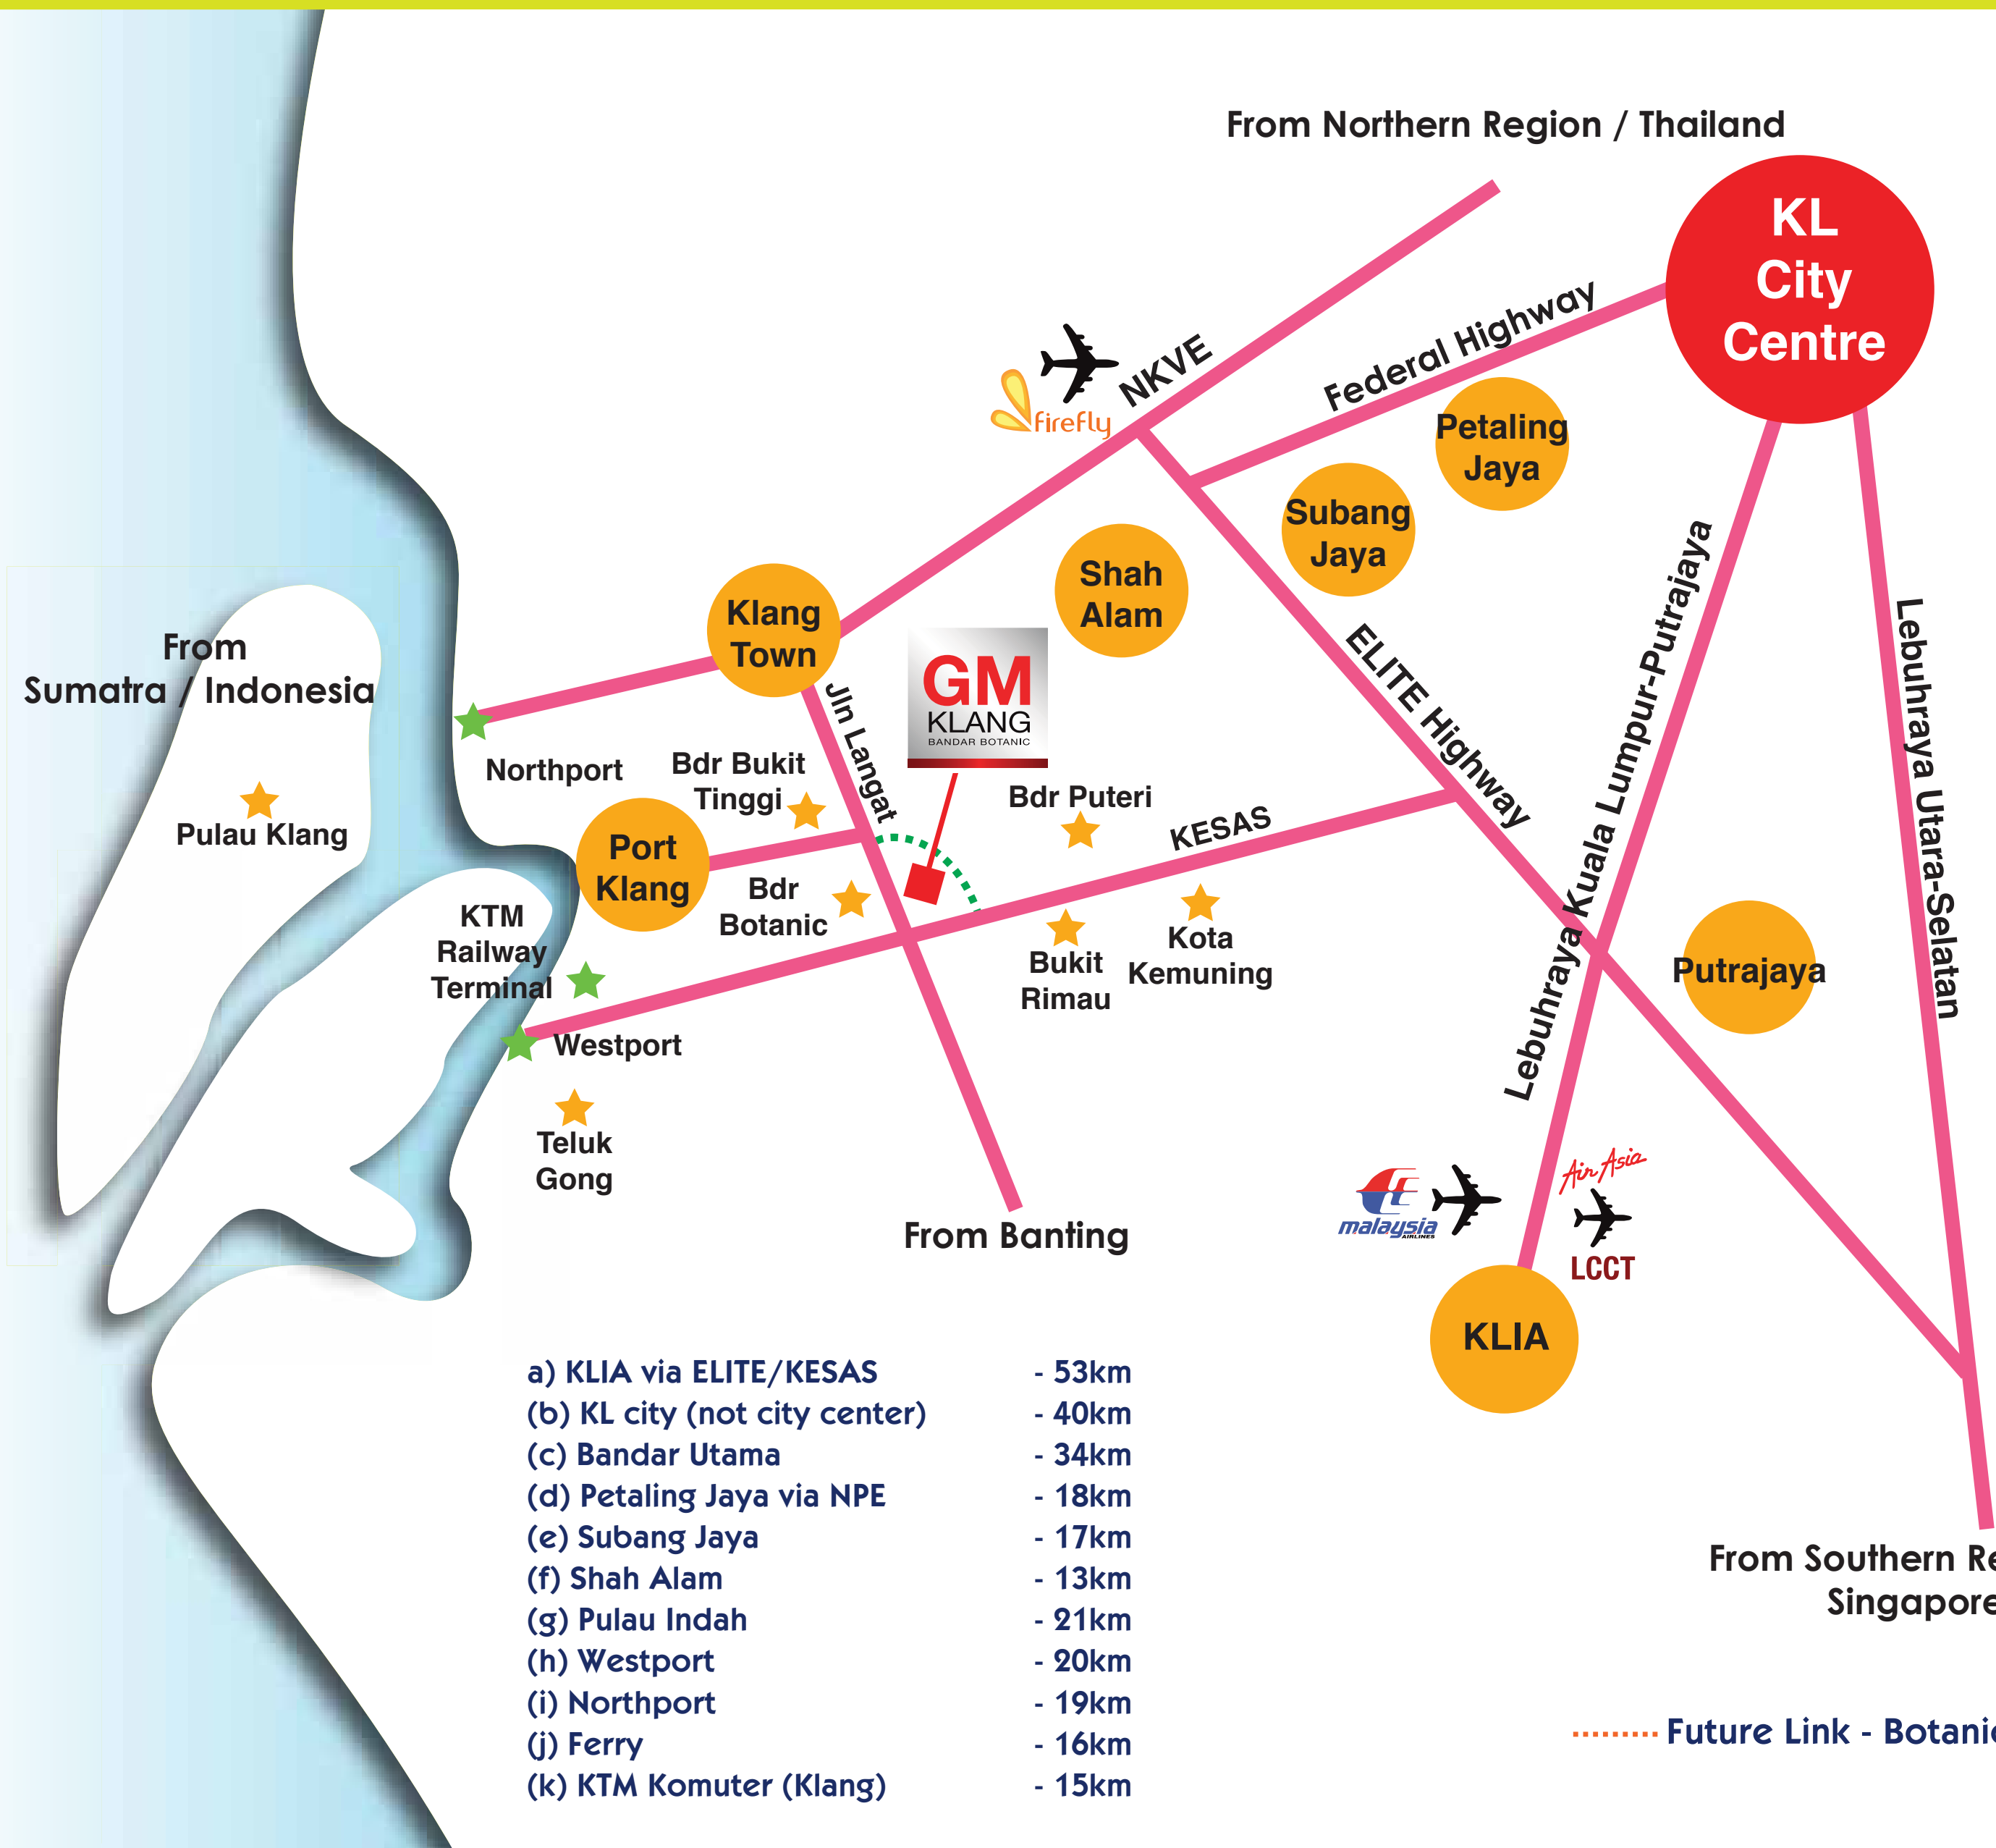 From Northern Region / Thailand
KL
City
Centre
Federal Highway
NKVE
firefly
Petaling
Jaya
Subang
Jaya
Shah
Alam
Klang
Town
From
Sumatra / Indonesia
GM
KLANG
BANDAR BOTANIC
Jln Langat
ELITE Highway
Lebuhraya Kuala Lumpur-Putrajaya
Lebuhraya Utara-Selatan
Northport
Bdr Bukit
Tinggi
Bdr Puteri
KESAS
Pulau Klang
Port
Klang
Bdr
Botanic
KTM
Railway
Terminal
Bukit
Rimau
Kota
Kemuning
Putrajaya
Westport
Teluk
Gong
From Banting
malaysia
AIRLINES
Air Asia
LCCT
KLIA
a) KLIA via ELITE/KESAS - 53km
(b) KL city (not city center) - 40km
(c) Bandar Utama - 34km
(d) Petaling Jaya via NPE - 18km
(e) Subang Jaya - 17km
(f) Shah Alam - 13km
(g) Pulau Indah - 21km
(h) Westport - 20km
(i) Northport - 19km
(j) Ferry - 16km
(k) KTM Komuter (Klang) - 15km
From Southern
Singapore
Future Link - Botani